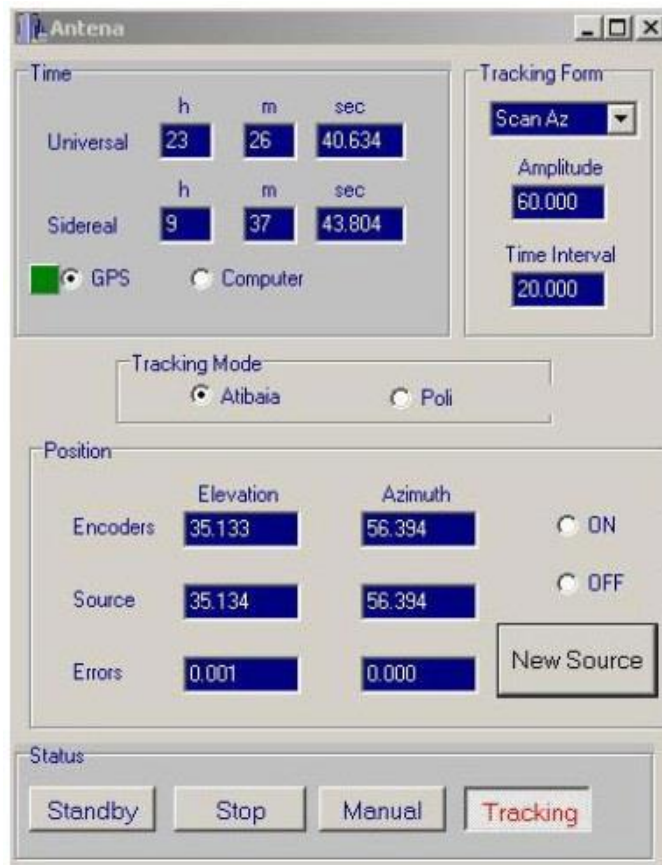 Antena
Time
Tracking Form
h m sec
Universal 23 26 40.634
Scan Az
Amplitude
60.000
h m sec
Sidereal 9 37 43.804
Time Interval
20.000
GPS Computer
Tracking Mode
Atibaia Poli
Position
Elevation Azimuth
Encoders 35.133 56.394 ON
OFF
Source 35.134 56.394
New Source
Errors 0.001 0.000
Status
Standby Stop Manual Tracking